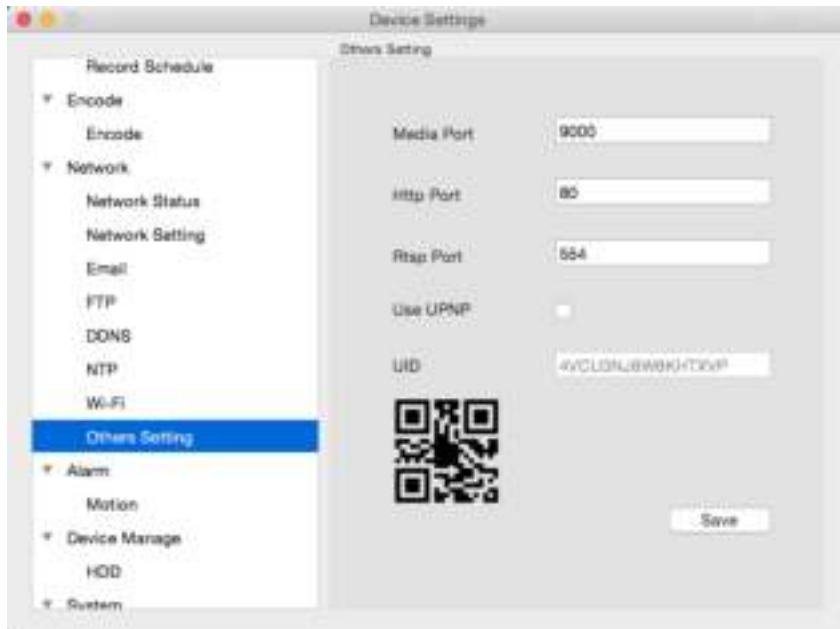 Device Settings
Others Setting
Record Schedule
Encode
Encode
Network
Network Status
Network Setting
Email
FTP
DDNS
NTP
Wi-Fi
Others Setting
Alarm
Motion
Device Manage
HDD
System
Media Port
9000
Http Port
80
Rtsp Port
554
Use UPNP
UID
Save